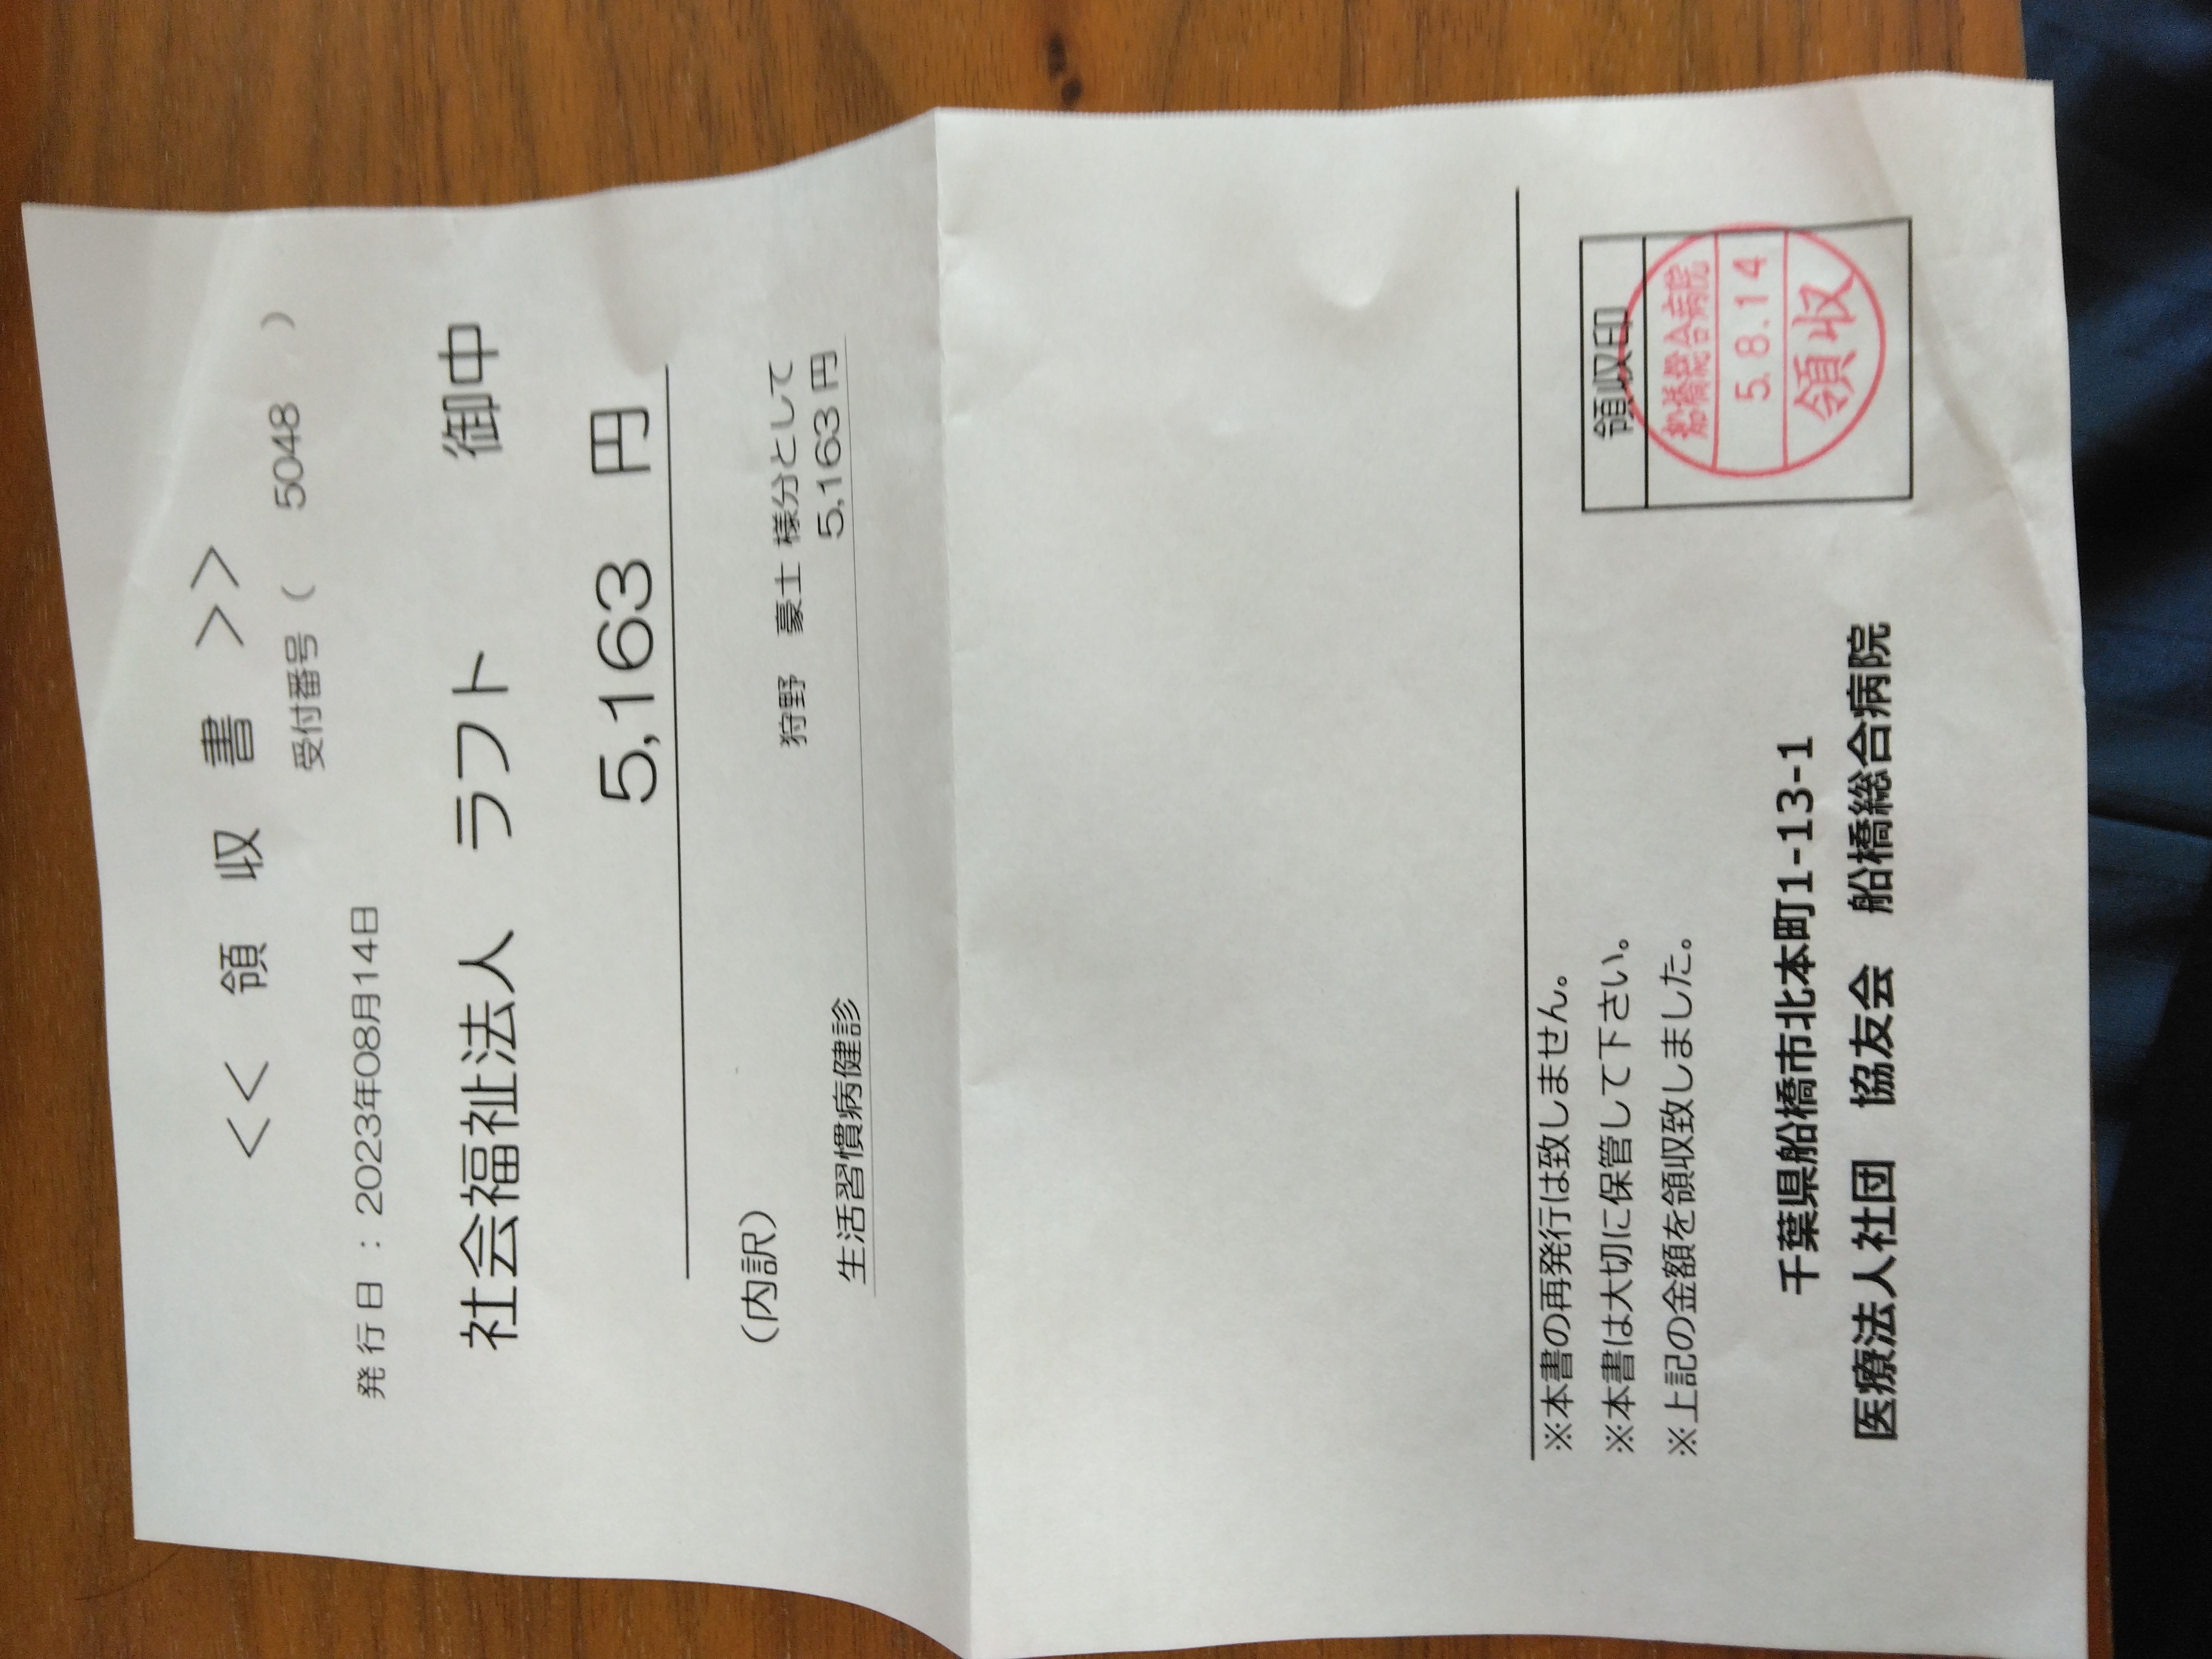 << 領 収 書 >>
受付番号 ( 5048 )
発行日 : 2023年08月14日
社会福祉法人 ラフト 御中
5,163 円
(内訳)
狩野 豪士 様分として
生活習慣病健診 5,163 円
※本書の再発行は致しません。
※本書は大切に保管して下さい。
※上記の金額を領収致しました。
領収印
船橋総合病院
5.8.14
領収
千葉県船橋市北本町1-13-1
医療法人社団 協友会 船橋総合病院